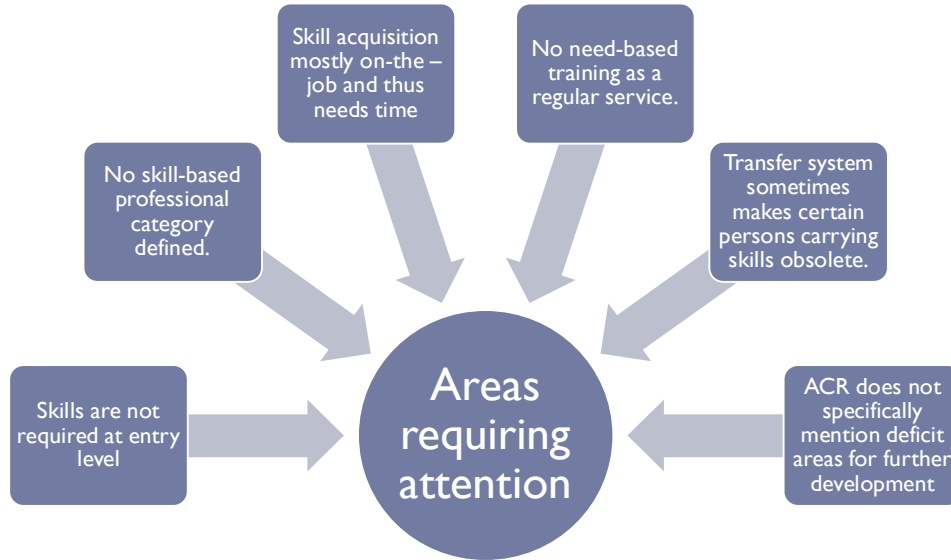 Skill acquisition
mostly on-the –
job and thus
needs time
No need-based
training as a
regular service.
No skill-based
professional
category
defined.
Transfer system
sometimes
makes certain
persons carrying
skills obsolete.
Skills are not
required at entry
level
Areas
requiring
attention
ACR does not
specifically
mention deficit
areas for further
development